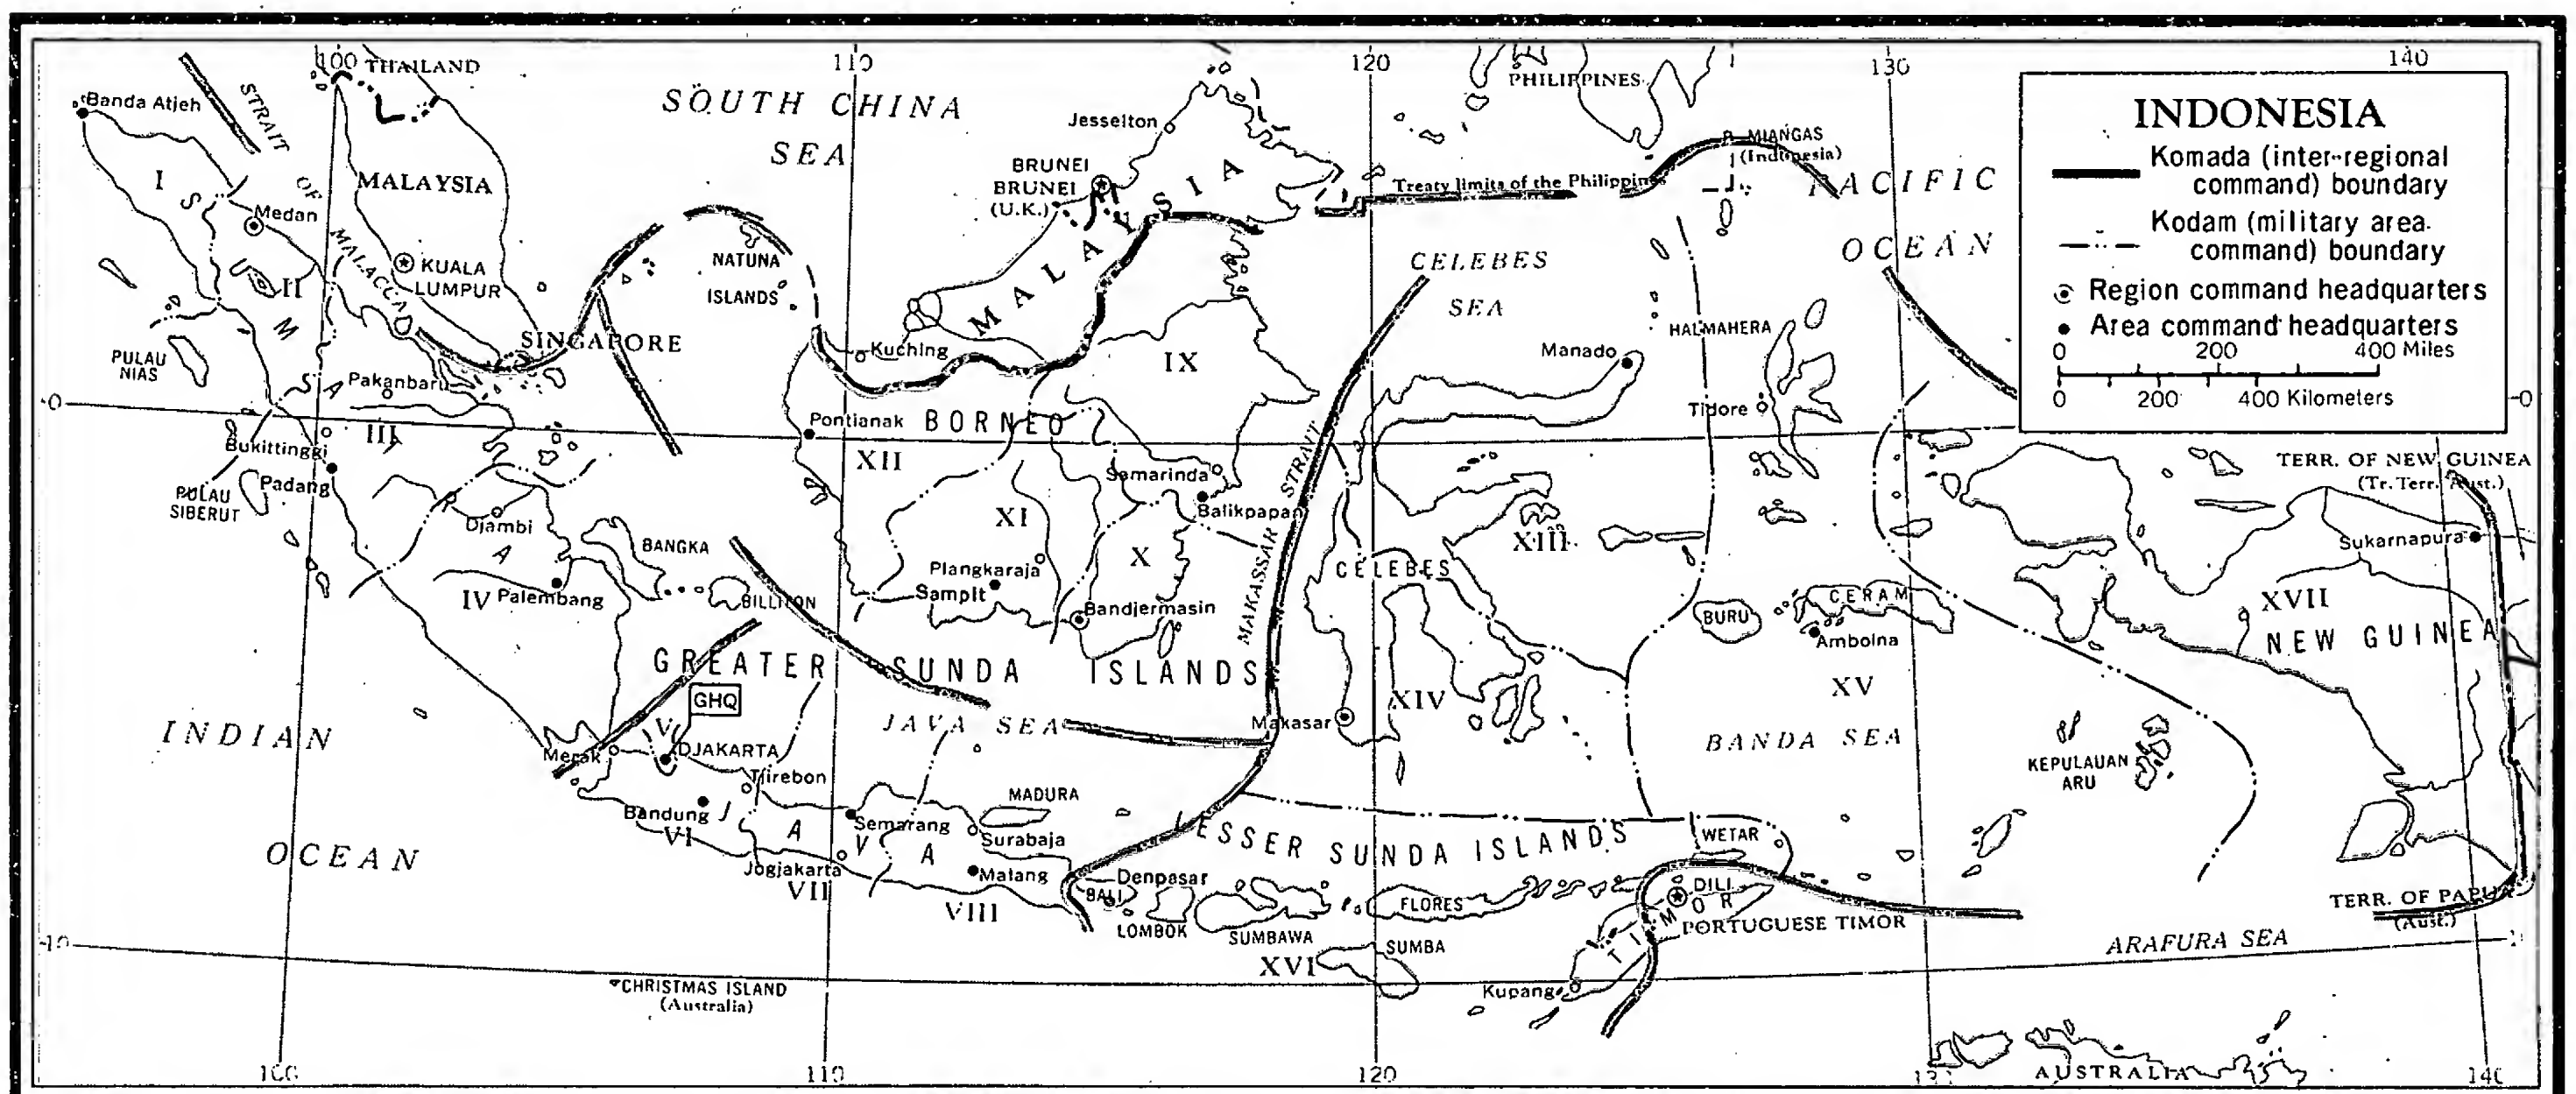 100
110
120
130
140
THAILAND
PHILIPPINES
Banda Atjeh
STRAIT
OF
MALACCA
SOUTH CHINA
SEA
Jesselton
MIANGAS
(Indonesia)
INDONESIA
Komada (inter-regional
command) boundary
Kodam (military area
command) boundary
Region command headquarters
Area command headquarters
0 200 400 Miles
0 200 400 Kilometers
MALAYSIA
BRUNEI
BRUNEI
(U.K.)
MALAYSIA
Treaty limits of the Philippines
PACIFIC
OCEAN
I
Medan
II
KUALA
LUMPUR
NATUNA
ISLANDS
CELEBES
SEA
HALMAHERA
SINGAPORE
Kuching
Manado
PULAU
NIAS
SUMATRA
Pakanbaru
IX
0
Pontianak
BORNEO
Tidore
0
Bukittinggi
III
XII
Padang
PULAU
SIBERUT
Samarinda
Balikpapan
TERR. OF NEW GUINEA
(Tr. Terr. Aust.)
Djambi
XI
XIII
Sukarnapura
BANGKA
X
MAKASSAR STRAIT
CELEBES
Plangkaraja
Sampit
IV
Palembang
BILLITON
Bandjermasin
BURU
CERAM
Amboina
XVII
NEW GUINEA
GREATER SUNDA ISLANDS
GHQ
XIV
XV
INDIAN
OCEAN
V
JAVA SEA
Makasar
BANDA SEA
Merak
DJAKARTA
Tjirebon
KEPULAUAN
ARU
Bandung
JAVA
MADURA
VI
Semarang
Surabaja
LESSER SUNDA ISLANDS
WETAR
Jogjakarta
VII
Malang
VIII
Denpasar
BALI
LOMBOK
SUMBAWA
FLORES
DILI
TIMOR
PORTUGUESE TIMOR
TERR. OF PAPUA
(Aust.)
10
XVI
SUMBA
ARAFURA SEA
CHRISTMAS ISLAND
(Australia)
Kupang
AUSTRALIA
100
110
120